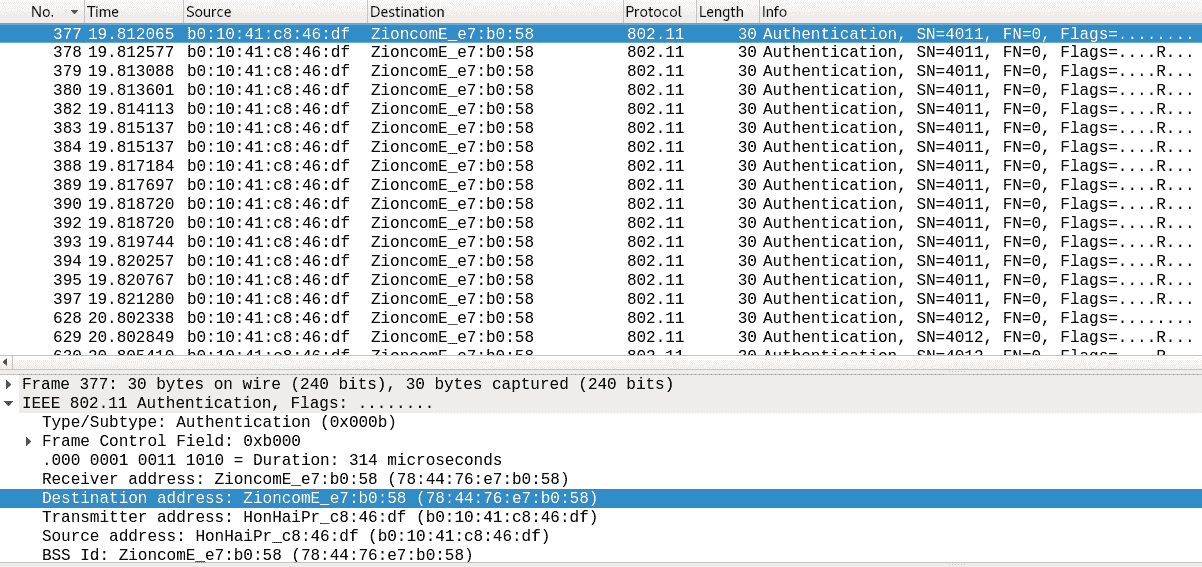 No. Time Source Destination Protocol Length Info
377 19.812065 b0:10:41:c8:46:df ZioncomE_e7:b0:58 802.11 30 Authentication, SN=4011, FN=0, Flags=........
378 19.812577 b0:10:41:c8:46:df ZioncomE_e7:b0:58 802.11 30 Authentication, SN=4011, FN=0, Flags=....R...
379 19.813088 b0:10:41:c8:46:df ZioncomE_e7:b0:58 802.11 30 Authentication, SN=4011, FN=0, Flags=....R...
380 19.813601 b0:10:41:c8:46:df ZioncomE_e7:b0:58 802.11 30 Authentication, SN=4011, FN=0, Flags=....R...
382 19.814113 b0:10:41:c8:46:df ZioncomE_e7:b0:58 802.11 30 Authentication, SN=4011, FN=0, Flags=....R...
383 19.815137 b0:10:41:c8:46:df ZioncomE_e7:b0:58 802.11 30 Authentication, SN=4011, FN=0, Flags=....R...
384 19.815137 b0:10:41:c8:46:df ZioncomE_e7:b0:58 802.11 30 Authentication, SN=4011, FN=0, Flags=....R...
388 19.817184 b0:10:41:c8:46:df ZioncomE_e7:b0:58 802.11 30 Authentication, SN=4011, FN=0, Flags=....R...
389 19.817697 b0:10:41:c8:46:df ZioncomE_e7:b0:58 802.11 30 Authentication, SN=4011, FN=0, Flags=....R...
390 19.818720 b0:10:41:c8:46:df ZioncomE_e7:b0:58 802.11 30 Authentication, SN=4011, FN=0, Flags=....R...
392 19.818720 b0:10:41:c8:46:df ZioncomE_e7:b0:58 802.11 30 Authentication, SN=4011, FN=0, Flags=....R...
393 19.819744 b0:10:41:c8:46:df ZioncomE_e7:b0:58 802.11 30 Authentication, SN=4011, FN=0, Flags=....R...
394 19.820257 b0:10:41:c8:46:df ZioncomE_e7:b0:58 802.11 30 Authentication, SN=4011, FN=0, Flags=....R...
395 19.820767 b0:10:41:c8:46:df ZioncomE_e7:b0:58 802.11 30 Authentication, SN=4011, FN=0, Flags=....R...
397 19.821280 b0:10:41:c8:46:df ZioncomE_e7:b0:58 802.11 30 Authentication, SN=4011, FN=0, Flags=....R...
628 20.802338 b0:10:41:c8:46:df ZioncomE_e7:b0:58 802.11 30 Authentication, SN=4012, FN=0, Flags=........
629 20.802849 b0:10:41:c8:46:df ZioncomE_e7:b0:58 802.11 30 Authentication, SN=4012, FN=0, Flags=....R...
Frame 377: 30 bytes on wire (240 bits), 30 bytes captured (240 bits)
IEEE 802.11 Authentication, Flags: ........
Type/Subtype: Authentication (0x000b)
Frame Control Field: 0xb000
.000 0001 0011 1010 = Duration: 314 microseconds
Receiver address: ZioncomE_e7:b0:58 (78:44:76:e7:b0:58)
Destination address: ZioncomE_e7:b0:58 (78:44:76:e7:b0:58)
Transmitter address: HonHaiPr_c8:46:df (b0:10:41:c8:46:df)
Source address: HonHaiPr_c8:46:df (b0:10:41:c8:46:df)
BSS Id: ZioncomE_e7:b0:58 (78:44:76:e7:b0:58)